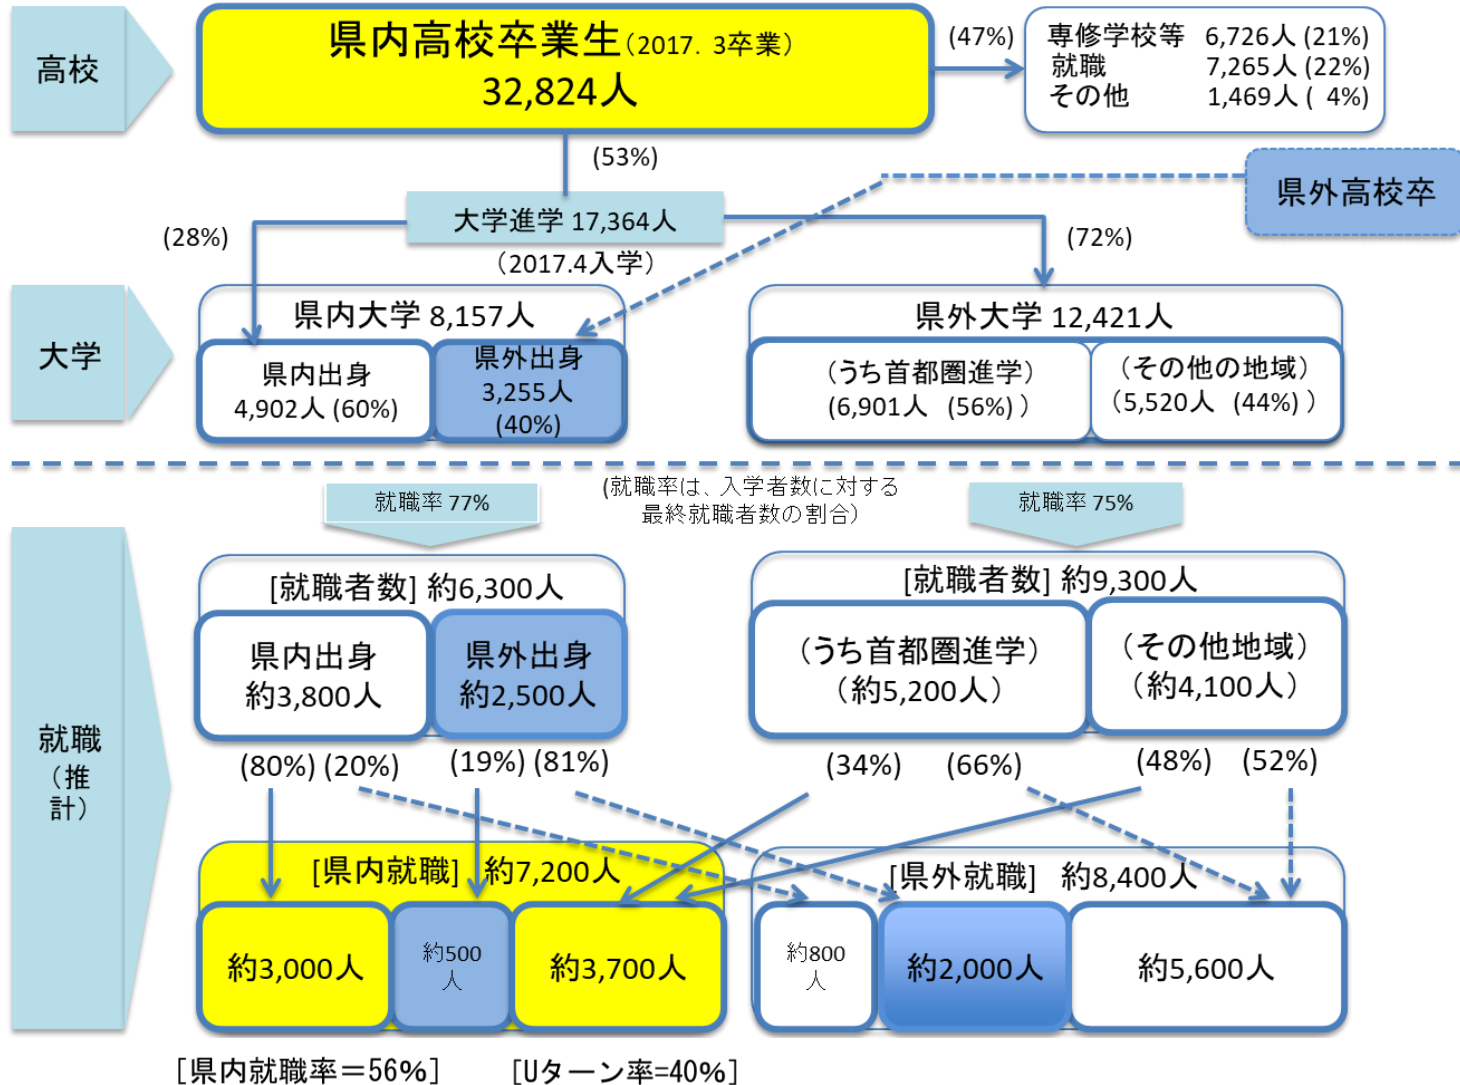 高校
県内高校卒業生(2017. 3卒業)
32,824人
(47%)
専修学校等 6,726人 (21%)
就職 7,265人 (22%)
その他 1,469人 ( 4%)
(53%)
県外高校卒
大学進学 17,364人
(28%)
(72%)
(2017.4入学)
大学
県内大学 8,157人
県内出身
4,902人 (60%)
県外出身
3,255人
(40%)
県外大学 12,421人
(うち首都圏進学)
(6,901人 (56%) )
(その他の地域)
(5,520人 (44%) )
就職率 77%
(就職率は、入学者数に対する
最終就職者数の割合)
就職率 75%
就職
(推
計)
[就職者数] 約6,300人
県内出身
約3,800人
県外出身
約2,500人
[就職者数] 約9,300人
(うち首都圏進学)
(約5,200人)
(その他地域)
(約4,100人)
(80%) (20%)
(19%) (81%)
(34%) (66%)
(48%) (52%)
[県内就職] 約7,200人
約3,000人
約500
人
約3,700人
[県外就職] 約8,400人
約800
人
約2,000人
約5,600人
[県内就職率=56%]
[Uターン率=40%]